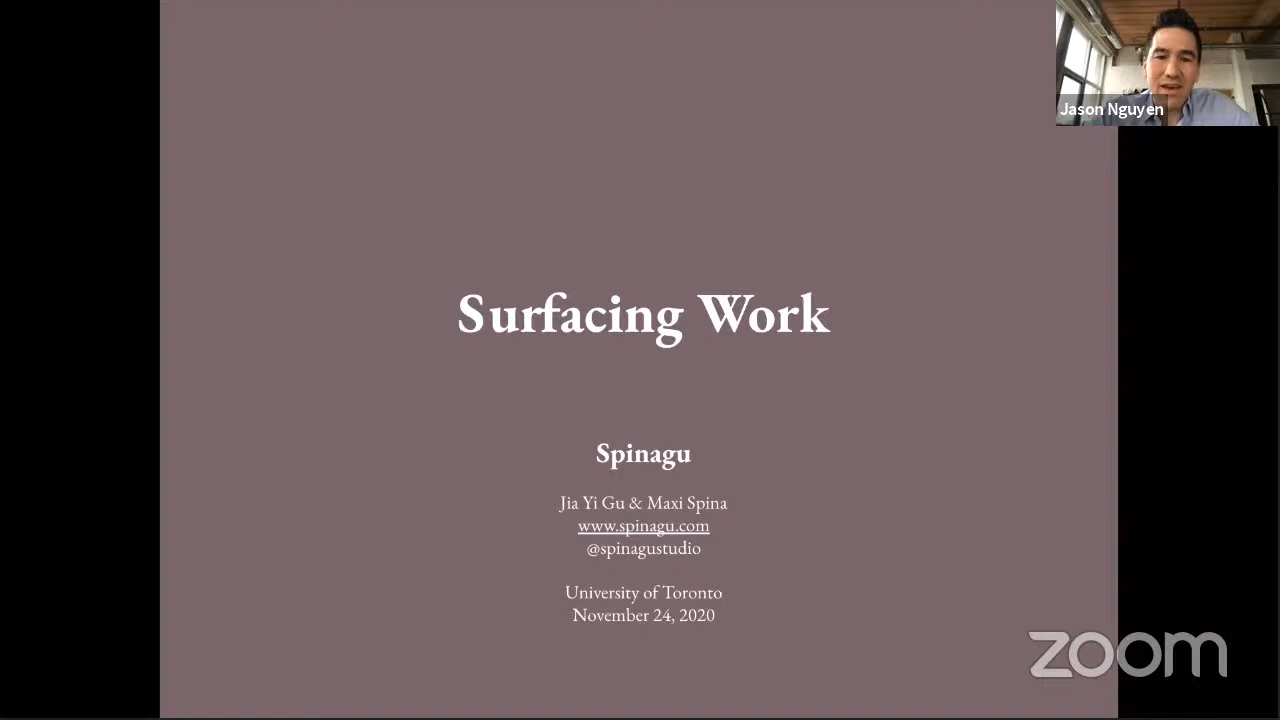 Jason Nguyen
Surfacing Work
Spinagu
Jia Yi Gu & Maxi Spina
www.spinagu.com
@spinagustudio
University of Toronto
November 24, 2020
zoom